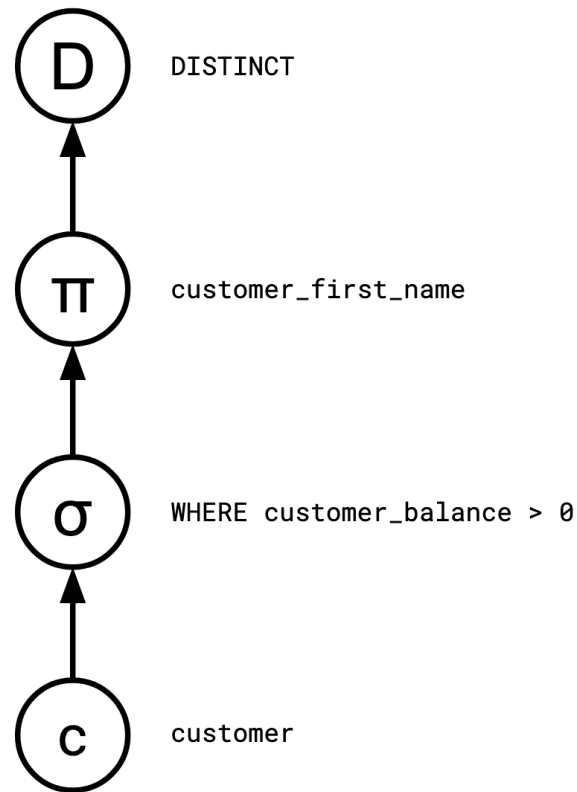 D DISTINCT
π customer_first_name
σ WHERE customer_balance > 0
c customer